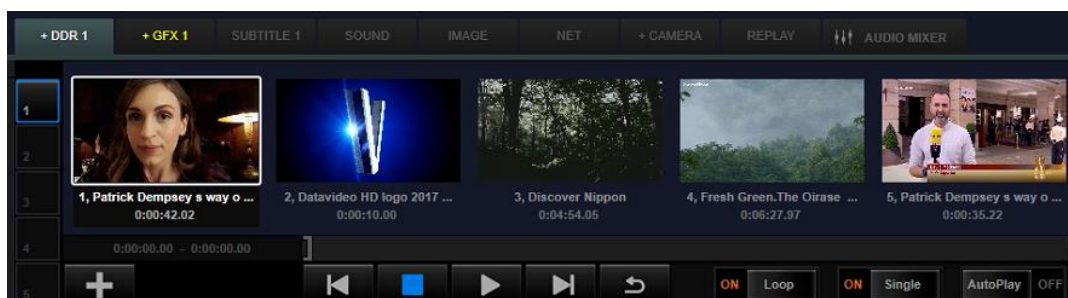 + DDR 1
+ GFX 1
SUBTITLE 1
SOUND
IMAGE
NET
+ CAMERA
REPLAY
AUDIO MIXER
1
2
3
4
5
1, Patrick Dempsey s way o ...
0:00:42.02
2, Datavideo HD logo 2017 ...
0:00:10.00
3, Discover Nippon
0:04:54.05
4, Fresh Green.The Oirase ...
0:06:27.97
5, Patrick Dempsey s way o ...
0:00:35.22
0:00:00.00 - 0:00:00.00
ON Loop
ON Single
AutoPlay OFF